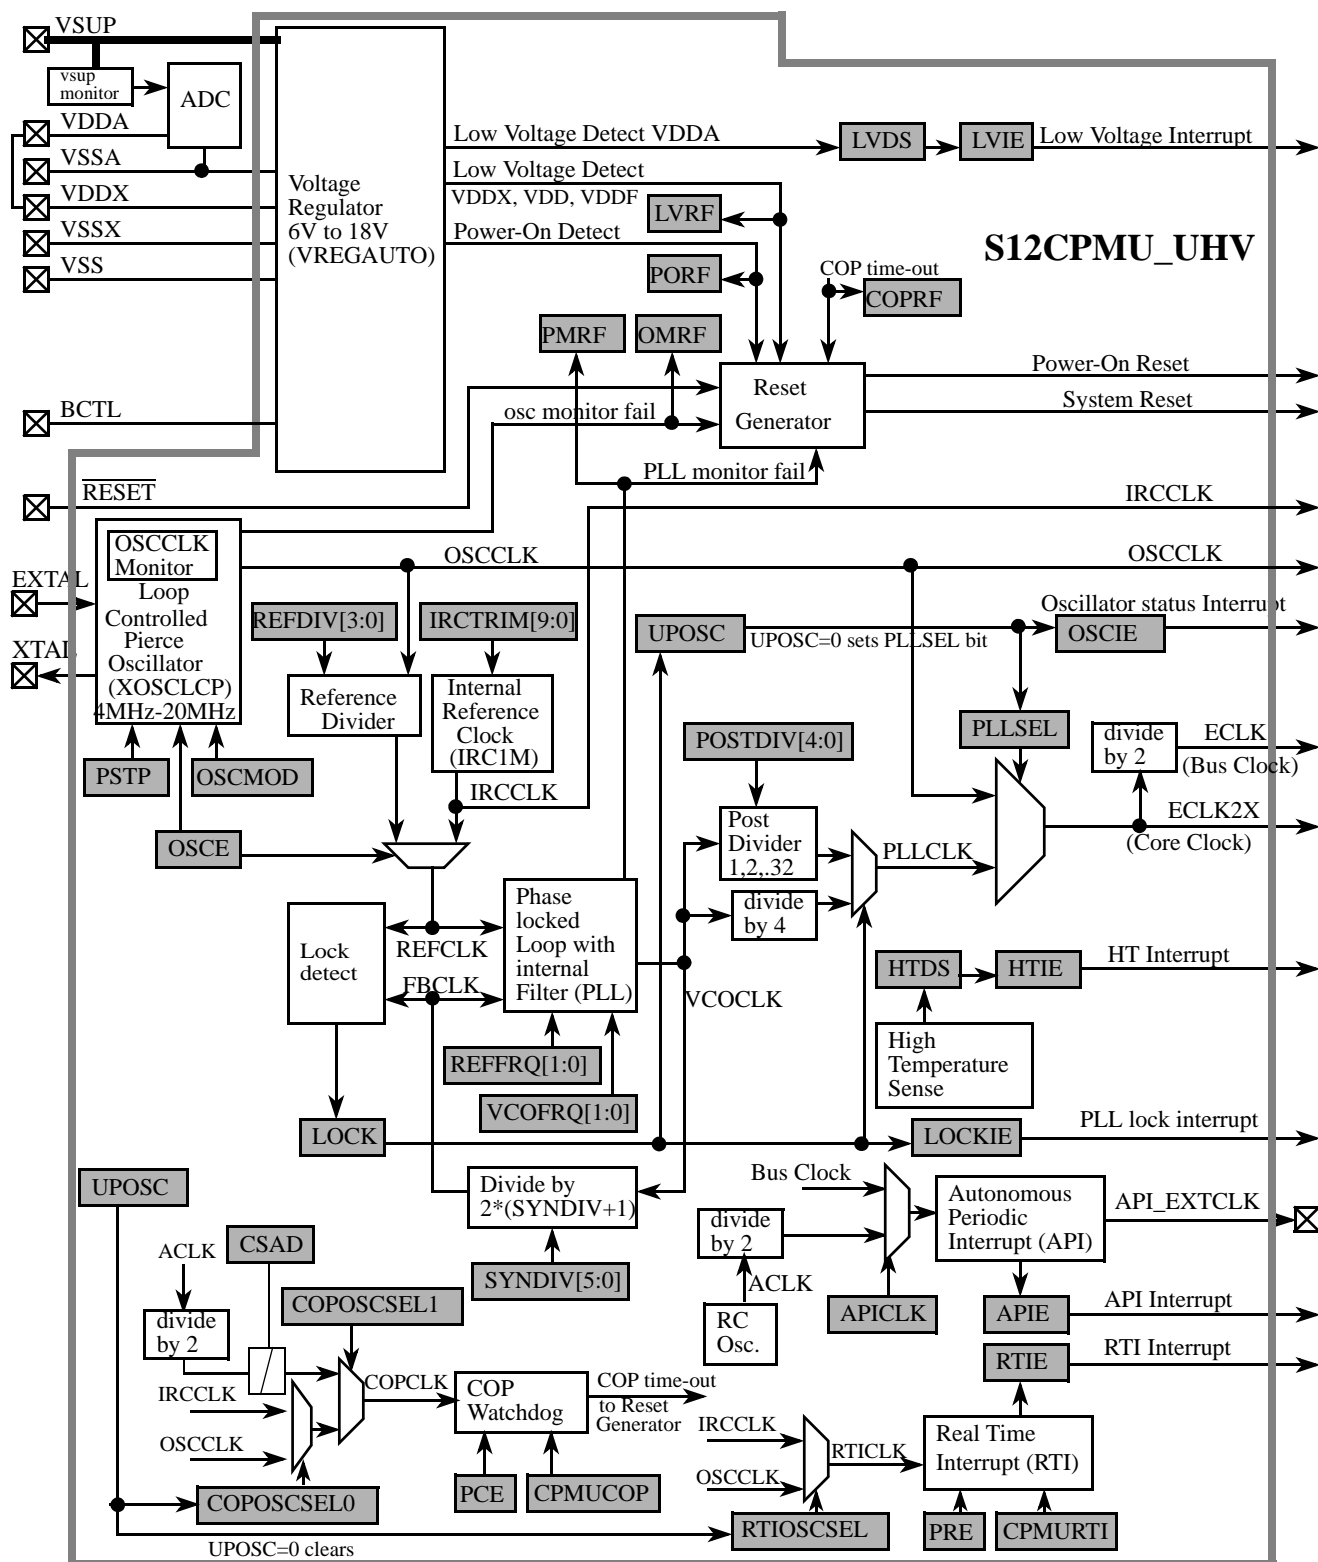 VSUP
vsup
monitor
ADC
VDDA
VSSA
VDDX
VSSX
VSS
BCTL
Voltage
Regulator
6V to 18V
(VREGAUTO)
Low Voltage Detect VDDA
LVDS
LVIE
Low Voltage Interrupt
Low Voltage Detect
VDDX, VDD, VDDF
LVRF
Power-On Detect
PORF
S12CPMU_UHV
COP time-out
COPRF
PMRF
OMRF
Reset
Generator
Power-On Reset
System Reset
osc monitor fail
PLL monitor fail
RESET
IRCCLK
OSCCLK
Monitor
Loop
Controlled
Pierce
Oscillator
(XOSCLCP)
4MHz-20MHz
EXTAL
XTAL
OSCCLK
OSCCLK
REFDIV[3:0]
IRCTRIM[9:0]
UPOSC
UPOSC=0 sets PLLSEL bit
Oscillator status Interrupt
OSCIE
Reference
Divider
Internal
Reference
Clock
(IRC1M)
PSTP
OSCMOD
OSCE
IRCCLK
POSTDIV[4:0]
PLLSEL
divide
by 2
ECLK
(Bus Clock)
ECLK2X
(Core Clock)
Post
Divider
1,2,.32
PLLCLK
divide
by 4
Phase
locked
Loop with
internal
Filter (PLL)
REFCLK
FBCLK
Lock
detect
VCOCLK
REFFRQ[1:0]
VCOFRQ[1:0]
HTDS
HTIE
HT Interrupt
High
Temperature
Sense
LOCK
LOCKIE
PLL lock interrupt
UPOSC
Divide by
2*(SYNDIV+1)
SYNDIV[5:0]
Bus Clock
divide
by 2
ACLK
RC
Osc.
APICLK
Autonomous
Periodic
Interrupt (API)
API_EXTCLK
APIE
API Interrupt
RTIE
RTI Interrupt
ACLK
CSAD
divide
by 2
COPOSCSEL1
IRCCLK
OSCCLK
COPCLK
COP
Watchdog
COP time-out
to Reset
Generator
COPOSCSEL0
PCE
CPMUCOP
IRCCLK
OSCCLK
RTICLK
Real Time
Interrupt (RTI)
RTIOSCSEL
PRE
CPMURTI
UPOSC=0 clears